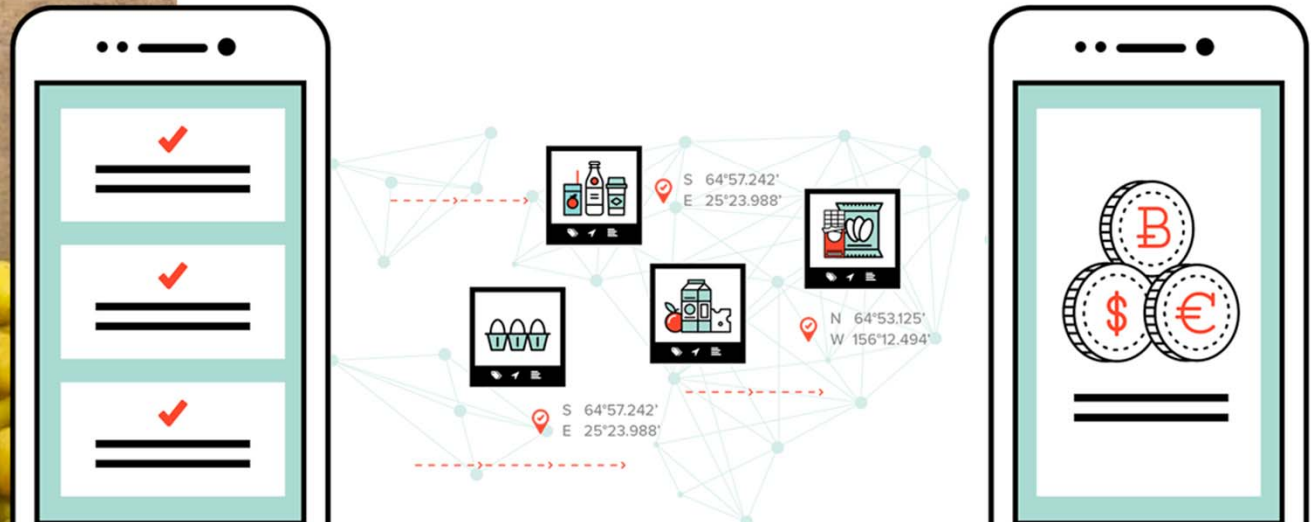 S 64°57.242'
E 25°23.988'
N 64°53.125'
W 156°12.494'
S 64°57.242'
E 25°23.988'
₿
$ €